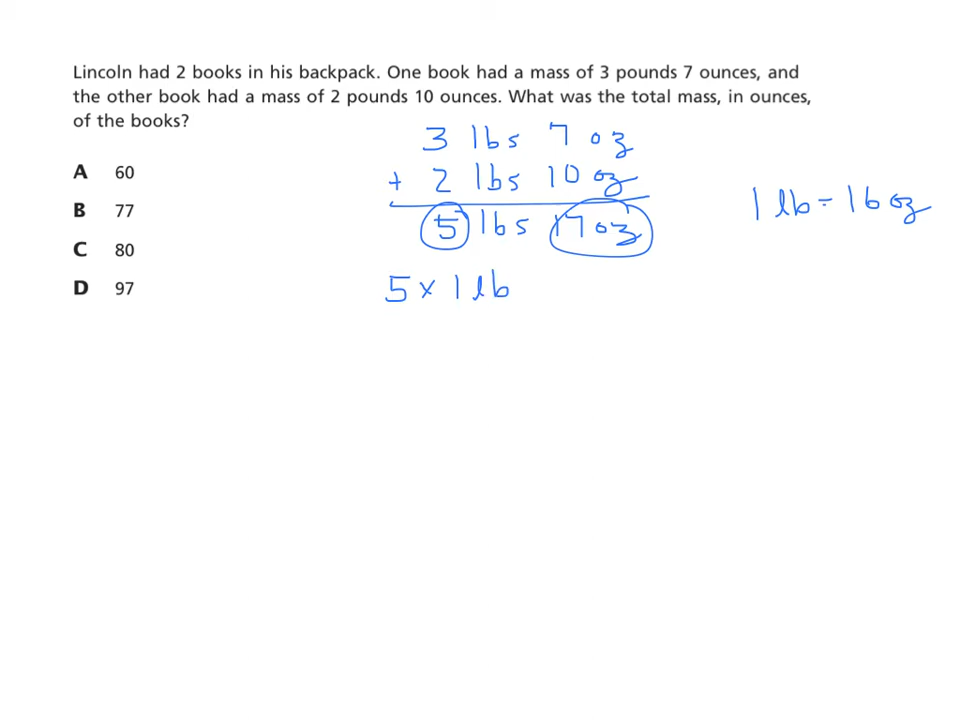 Lincoln had 2 books in his backpack. One book had a mass of 3 pounds 7 ounces, and
the other book had a mass of 2 pounds 10 ounces. What was the total mass, in ounces,
of the books?
3 lbs 7 oz
A 60
+ 2 lbs 10 oz
1 lb = 16 oz
B 77
5 lbs 17 oz
C 80
D 97
5 x 1 lb